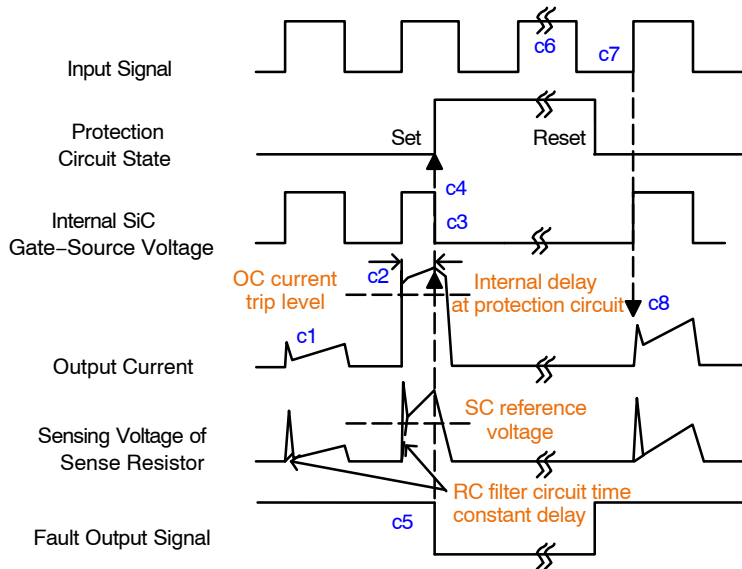 c6
c7
Input Signal
Protection
Circuit State
Set
Reset
c4
c3
Internal SiC
Gate−Source Voltage
c2
OC current
trip level
Internal delay
at protection circuit
c8
c1
Output Current
SC reference
voltage
Sensing Voltage of
Sense Resistor
RC filter circuit time
constant delay
c5
Fault Output Signal